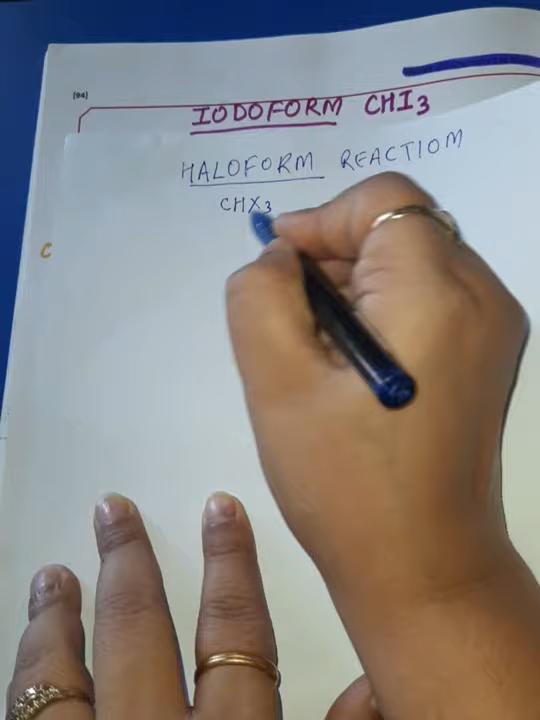 [94]
IODOFORM CHI3
HALOFORM REACTIOM
CHX3
C